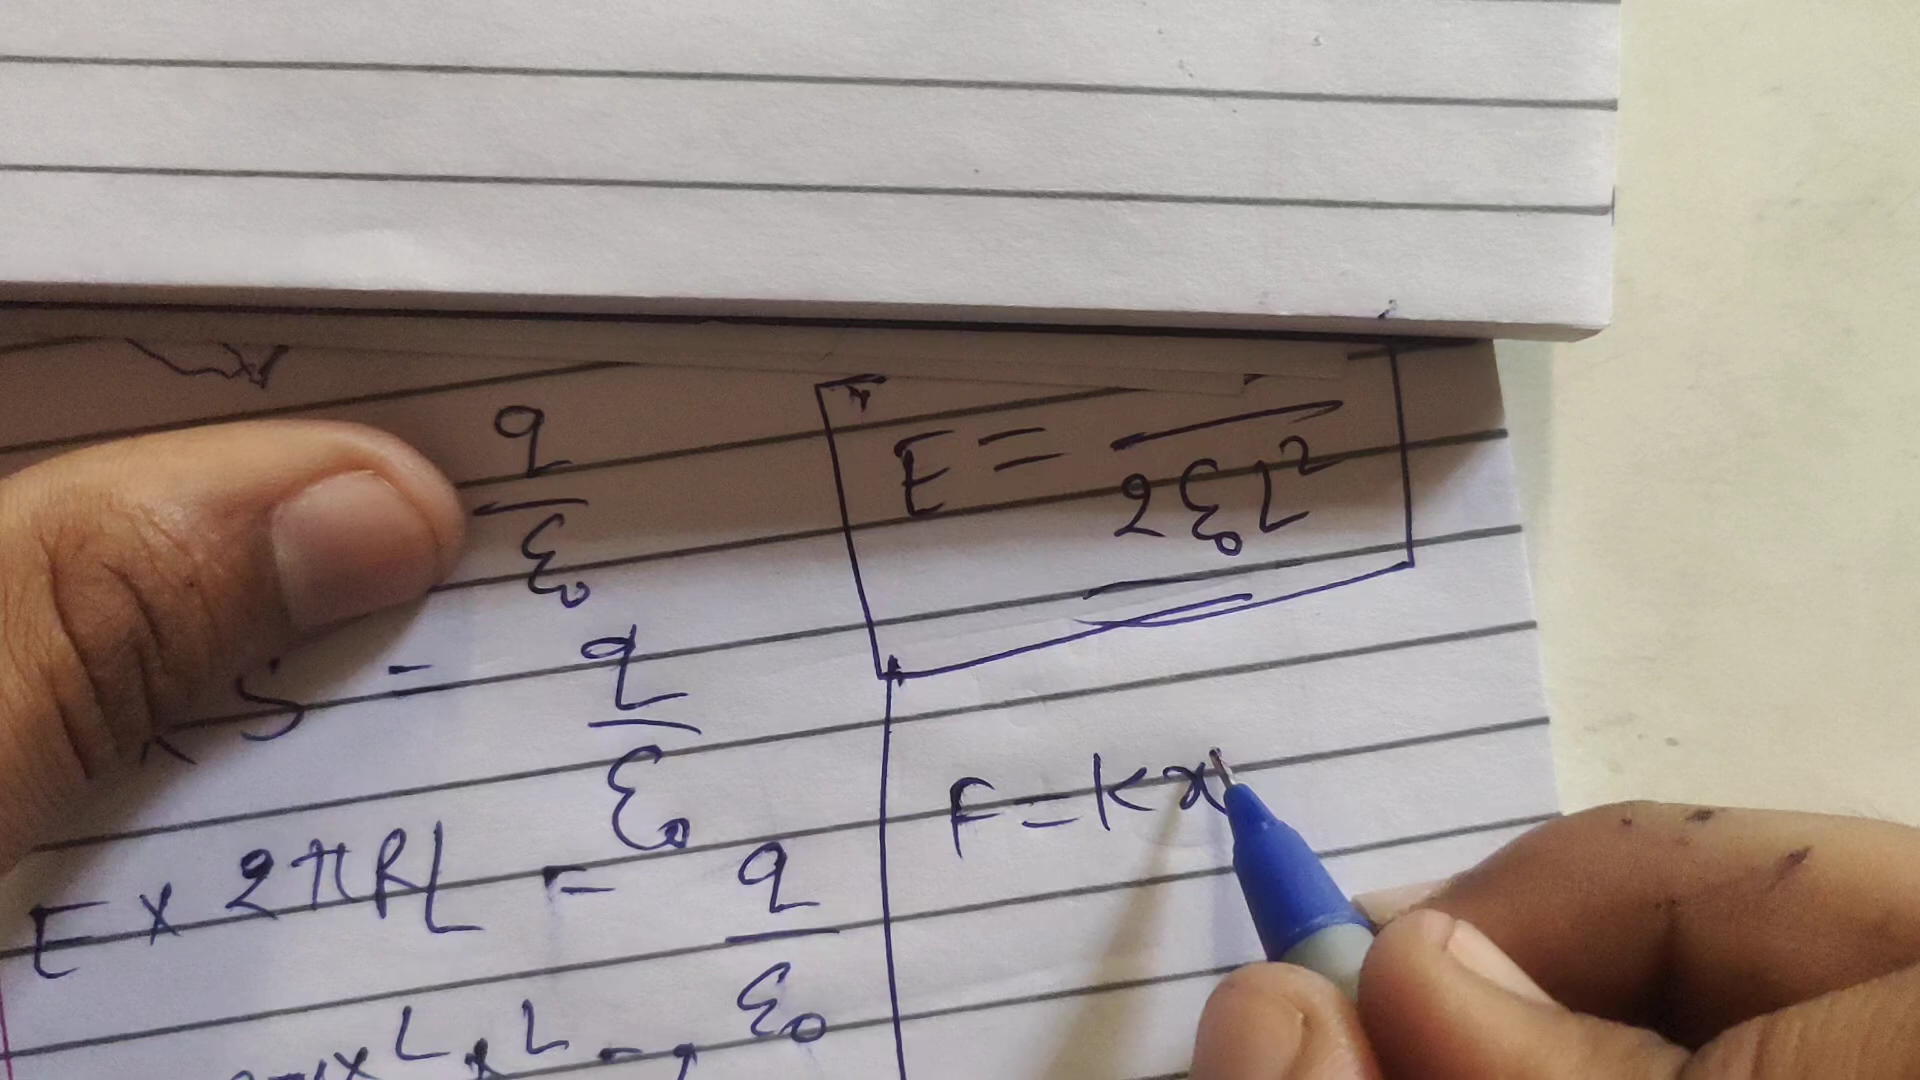 q/ε₀
S = q/ε₀
E × 2πRL = q/ε₀
L × L =
E = /2ε₀L²
F = Kx